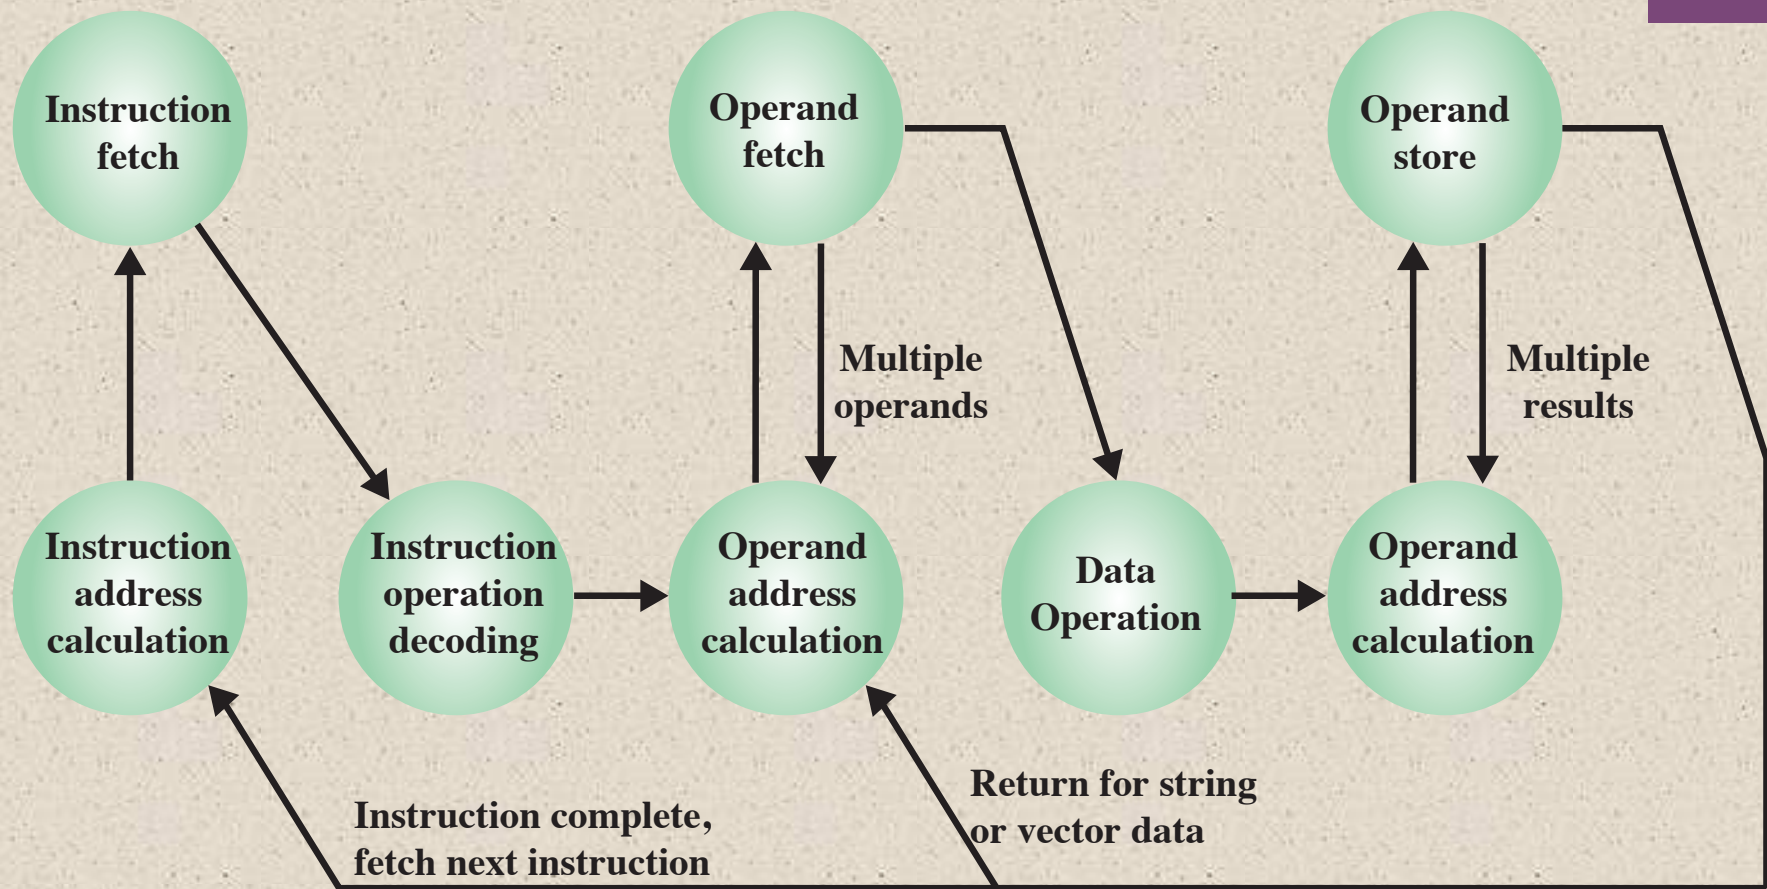 Instruction
fetch
Operand
fetch
Operand
store
Multiple
operands
Multiple
results
Instruction
address
calculation
Instruction
operation
decoding
Operand
address
calculation
Data
Operation
Operand
address
calculation
Instruction complete,
fetch next instruction
Return for string
or vector data